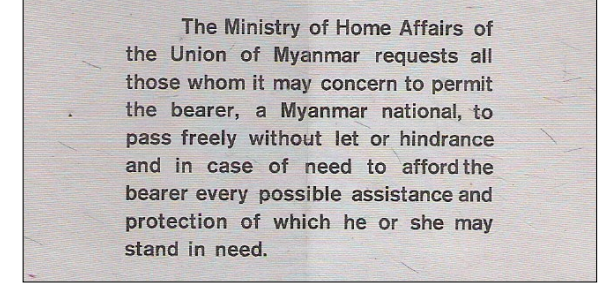 The Ministry of Home Affairs of
the Union of Myanmar requests all
those whom it may concern to permit
the bearer, a Myanmar national, to
pass freely without let or hindrance
and in case of need to afford the
bearer every possible assistance and
protection of which he or she may
stand in need.